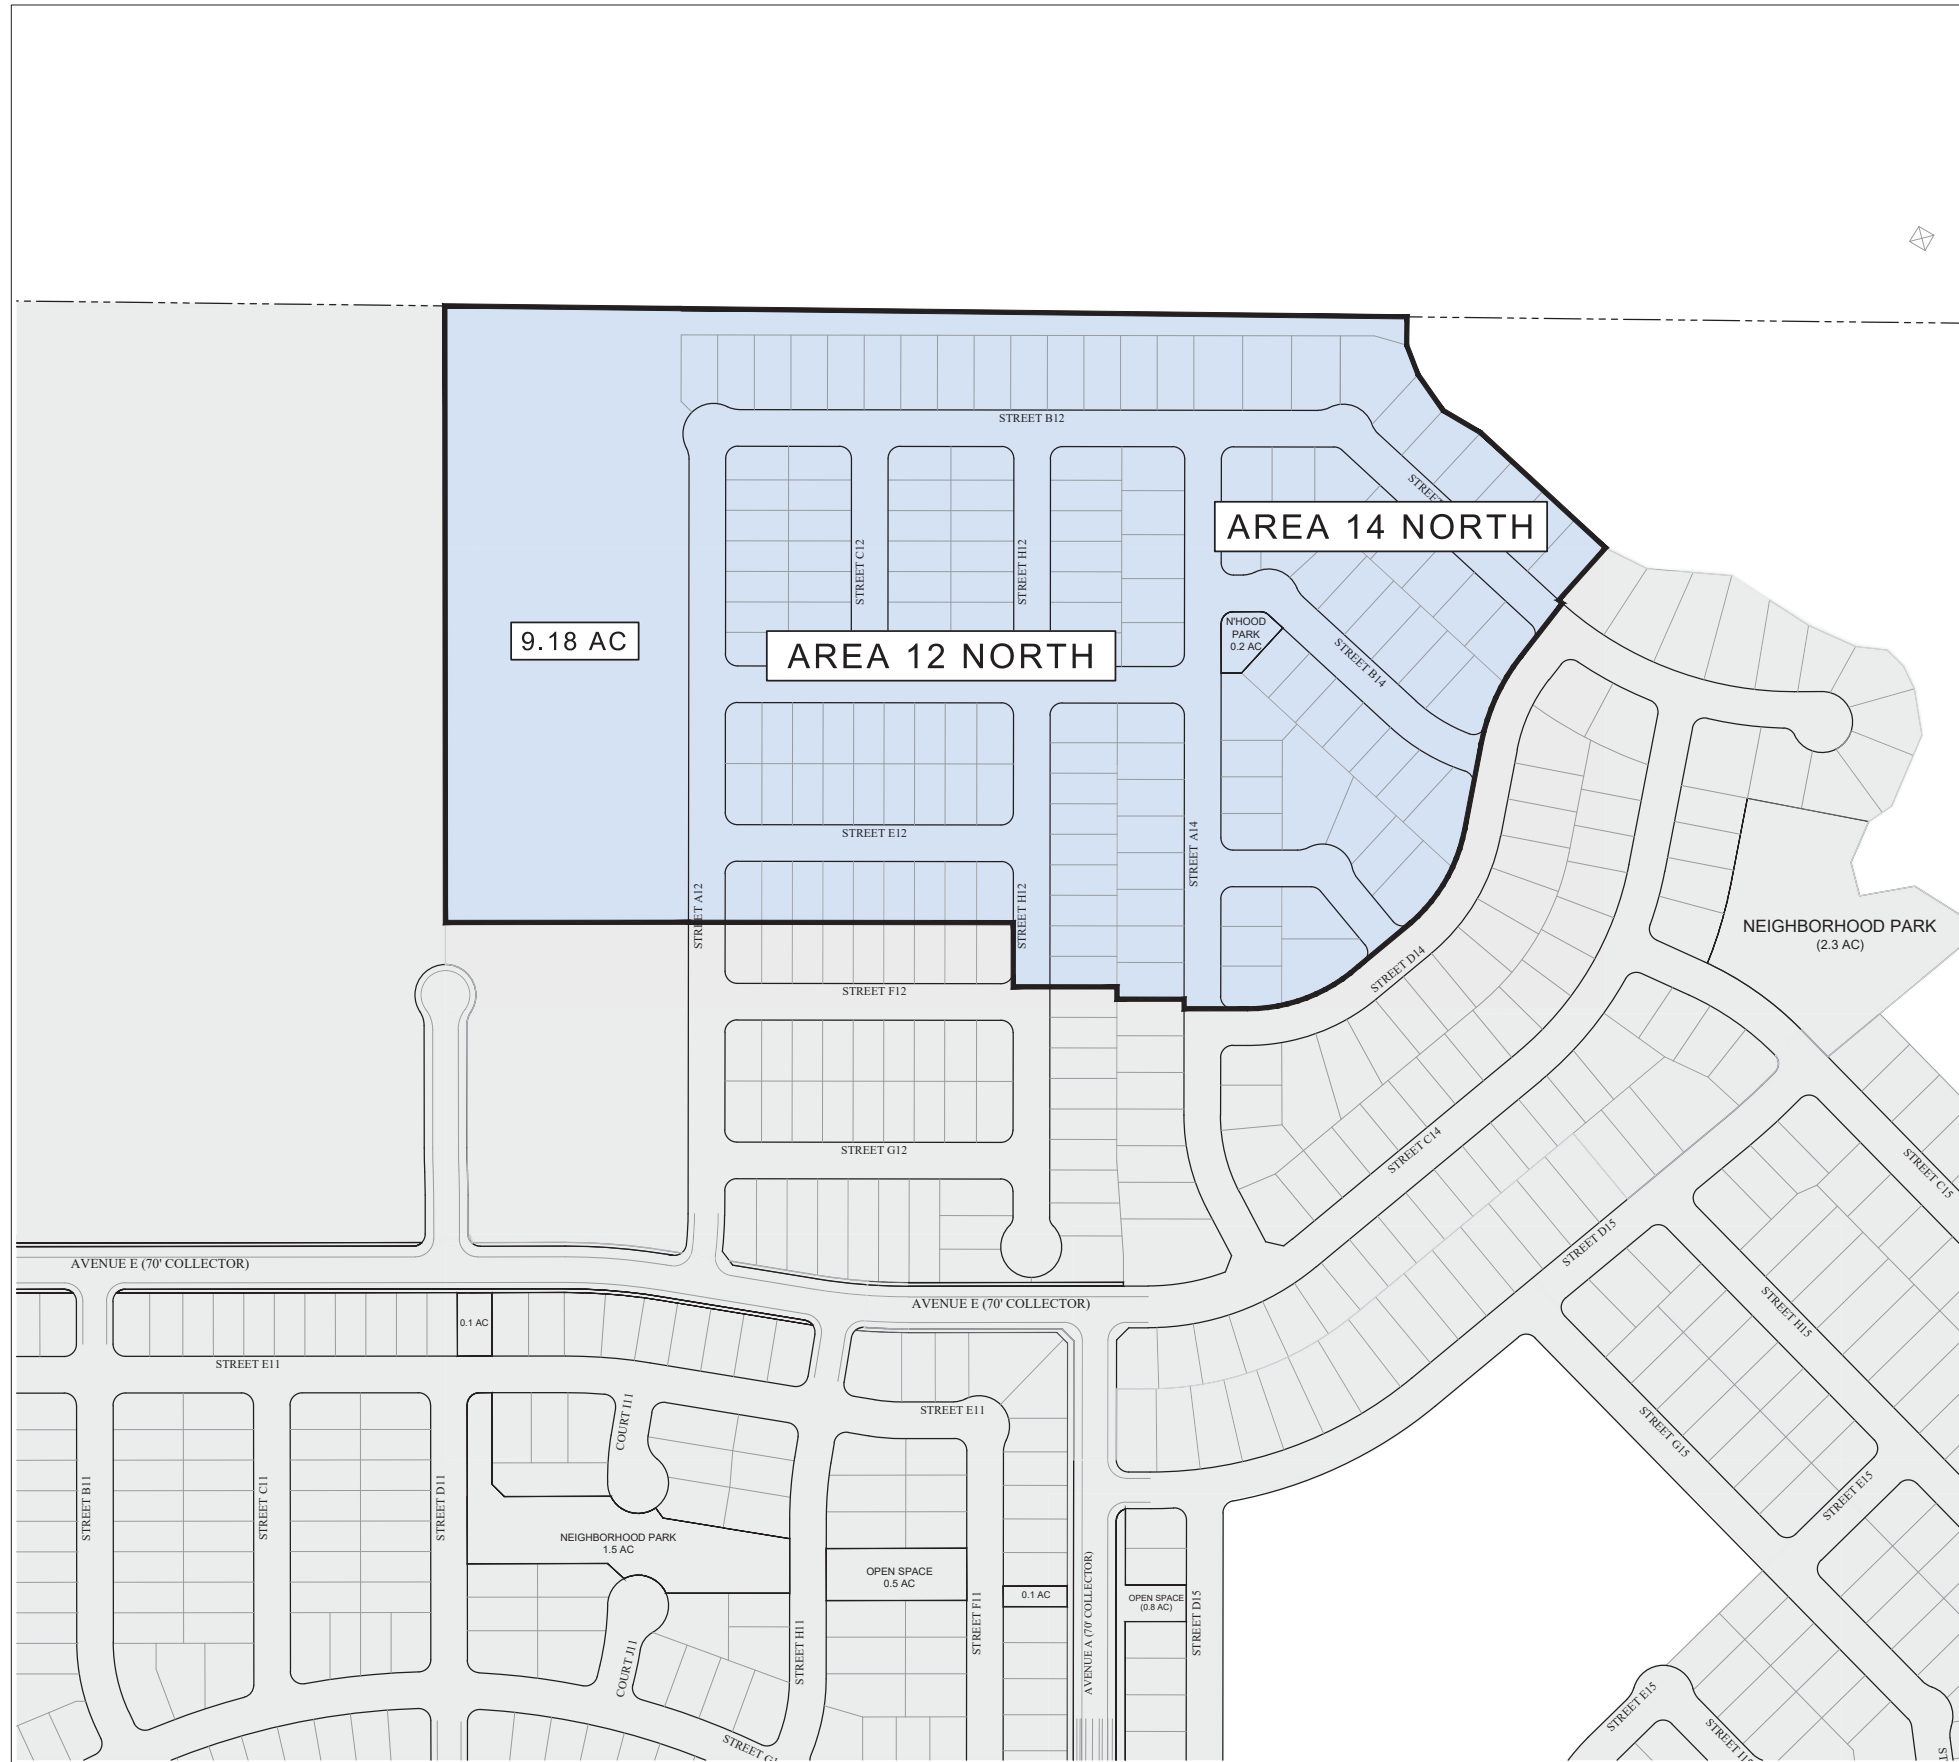 STREET B12
STREET
AREA 14 NORTH
STREET C12
STREET H12
N'HOOD
PARK
0.2 AC
9.18 AC
AREA 12 NORTH
STREET B14
STREET E12
STREET A14
STREET A12
STREET H12
NEIGHBORHOOD PARK
(2.3 AC)
STREET D14
STREET F12
STREET G12
STREET C14
STREET C15
STREET D15
AVENUE E (70' COLLECTOR)
AVENUE E (70' COLLECTOR)
STREET H15
0.1 AC
STREET E11
STREET E11
COURT I11
STREET G15
STREET B11
STREET C11
STREET D11
STREET E15
NEIGHBORHOOD PARK
1.5 AC
OPEN SPACE
0.5 AC
0.1 AC
OPEN SPACE
(0.8 AC)
STREET F11
AVENUE A (70' COLLECTOR)
STREET D15
STREET H11
COURT J11
STREET E15
STREET
STREET